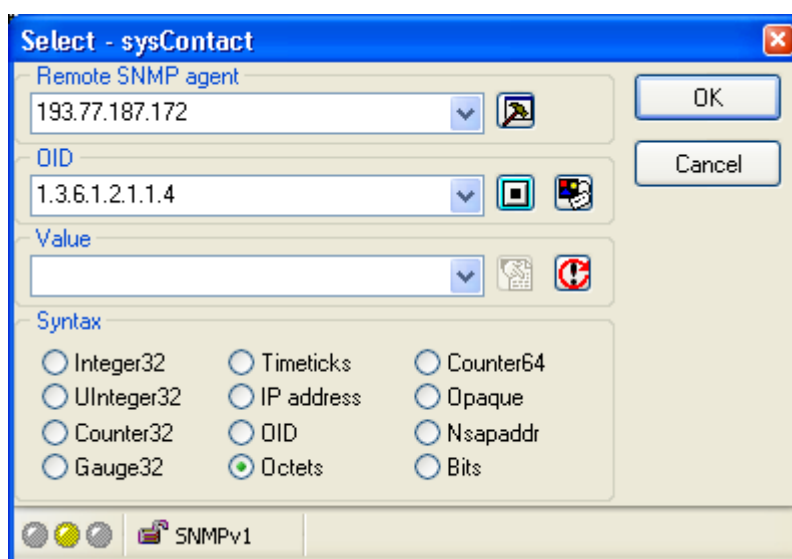 Select - sysContact
Remote SNMP agent
193.77.187.172
OK
OID
Cancel
1.3.6.1.2.1.1.4
Value
Syntax
Integer32 Timeticks Counter64
UInteger32 IP address Opaque
Counter32 OID Nsapaddr
Gauge32 Octets Bits
SNMPv1